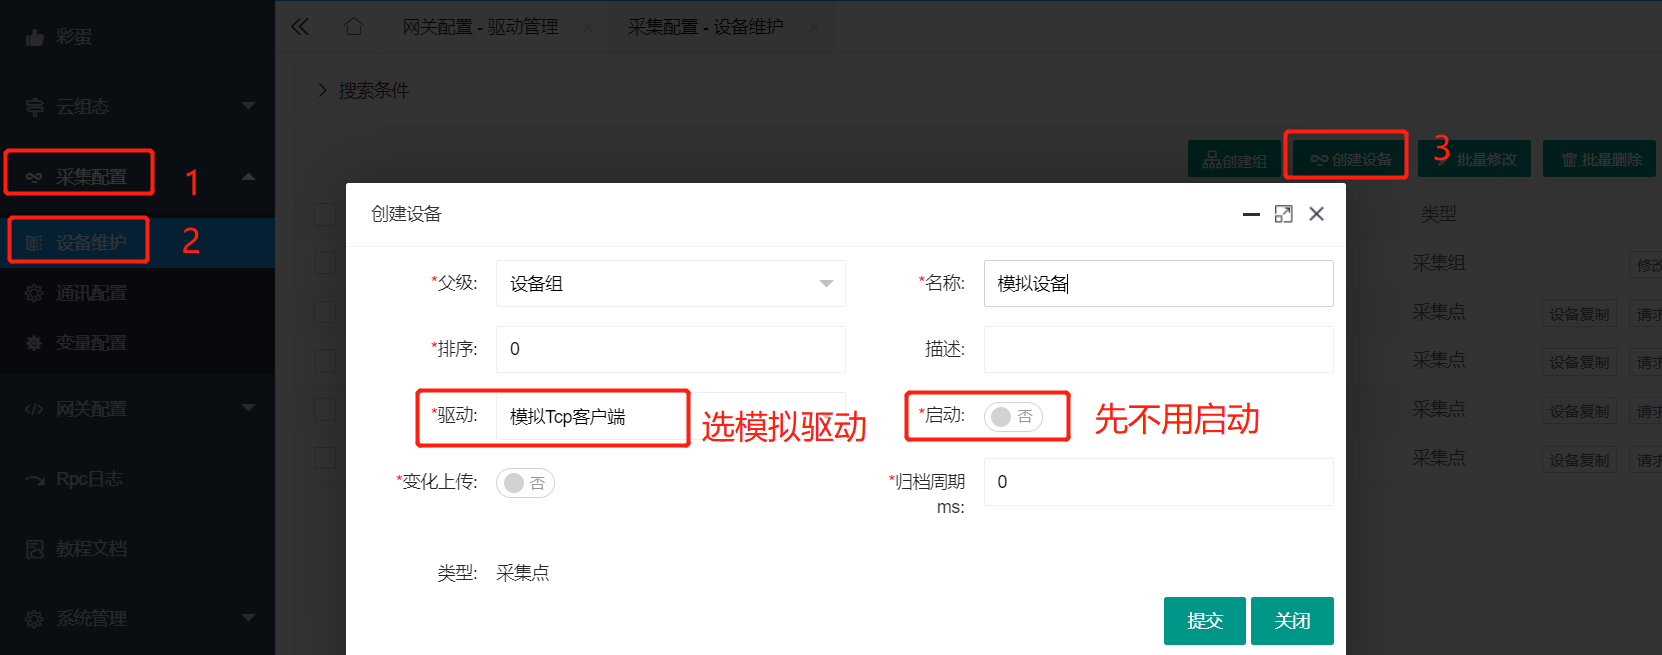 彩蛋
云组态
采集配置
1
设备维护
2
通讯配置
变量配置
网关配置
Rpc日志
教程文档
系统管理
网关配置 - 驱动管理
采集配置 - 设备维护
搜索条件
创建组
创建设备
3
批量修改
批量删除
类型
采集组
修改
采集点
设备复制
请求
采集点
设备复制
请求
采集点
设备复制
请求
采集点
设备复制
请求
创建设备
*父级:
设备组
*名称:
模拟设备
*排序:
0
描述:
*驱动:
模拟Tcp客户端
选模拟驱动
*启动:
否
先不用启动
*变化上传:
否
*归档周期
ms:
0
类型:
采集点
提交
关闭